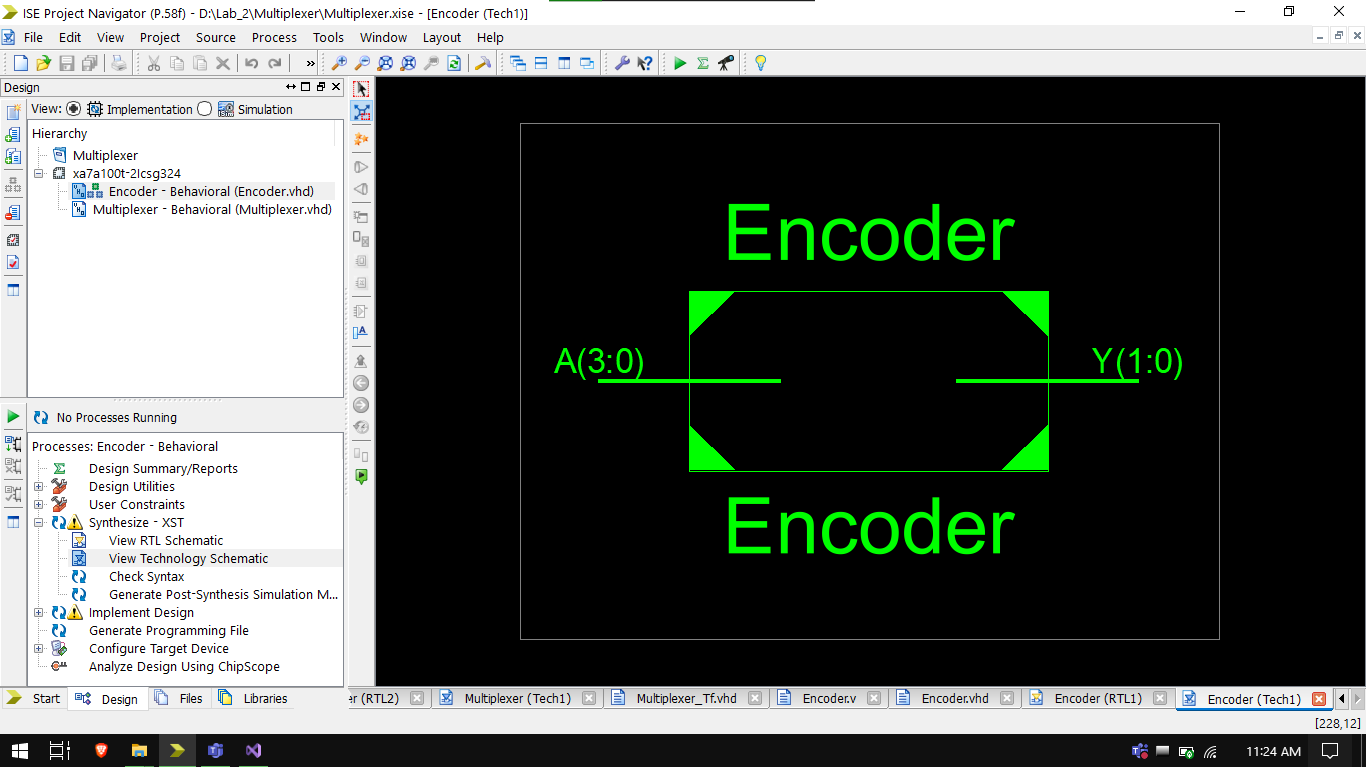 ISE Project Navigator (P.58f) - D:\Lab_2\Multiplexer\Multiplexer.xise - [Encoder (Tech1)]
File Edit View Project Source Process Tools Window Layout Help
Design
View: Implementation Simulation
Hierarchy
Multiplexer
xa7a100t-2Icsg324
Encoder - Behavioral (Encoder.vhd)
Multiplexer - Behavioral (Multiplexer.vhd)
No Processes Running
Processes: Encoder - Behavioral
Design Summary/Reports
Design Utilities
User Constraints
Synthesize - XST
View RTL Schematic
View Technology Schematic
Check Syntax
Generate Post-Synthesis Simulation M...
Implement Design
Generate Programming File
Configure Target Device
Analyze Design Using ChipScope
Start Design Files Libraries
Encoder
A(3:0) Y(1:0)
Encoder
er (RTL2) Multiplexer (Tech1) Multiplexer_Tf.vhd Encoder.v Encoder.vhd Encoder (RTL1) Encoder (Tech1)
[228,12]
11:24 AM